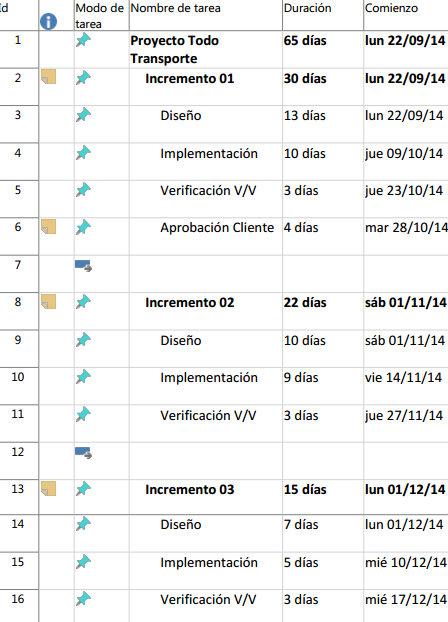 Id Modo de tarea Nombre de tarea Duración Comienzo
1 Proyecto Todo Transporte 65 días lun 22/09/14
2 Incremento 01 30 días lun 22/09/14
3 Diseño 13 días lun 22/09/14
4 Implementación 10 días jue 09/10/14
5 Verificación V/V 3 días jue 23/10/14
6 Aprobación Cliente 4 días mar 28/10/14
7
8 Incremento 02 22 días sáb 01/11/14
9 Diseño 10 días sáb 01/11/14
10 Implementación 9 días vie 14/11/14
11 Verificación V/V 3 días jue 27/11/14
12
13 Incremento 03 15 días lun 01/12/14
14 Diseño 7 días lun 01/12/14
15 Implementación 5 días mié 10/12/14
16 Verificación V/V 3 días mié 17/12/14